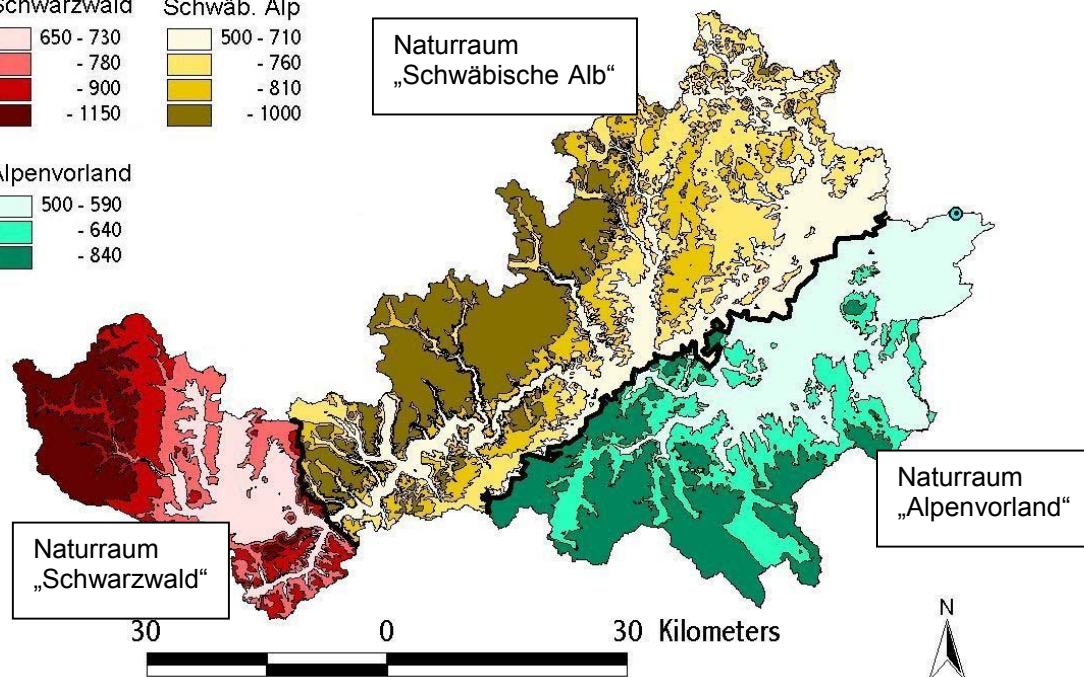 Schwarzwald
650 - 730
- 780
- 900
- 1150
Schwäb. Alp
500 - 710
- 760
- 810
- 1000
Alpenvorland
500 - 590
- 640
- 840
Naturraum
„Schwäbische Alb“
Naturraum
„Alpenvorland“
Naturraum
„Schwarzwald“
30 0 30 Kilometers
N